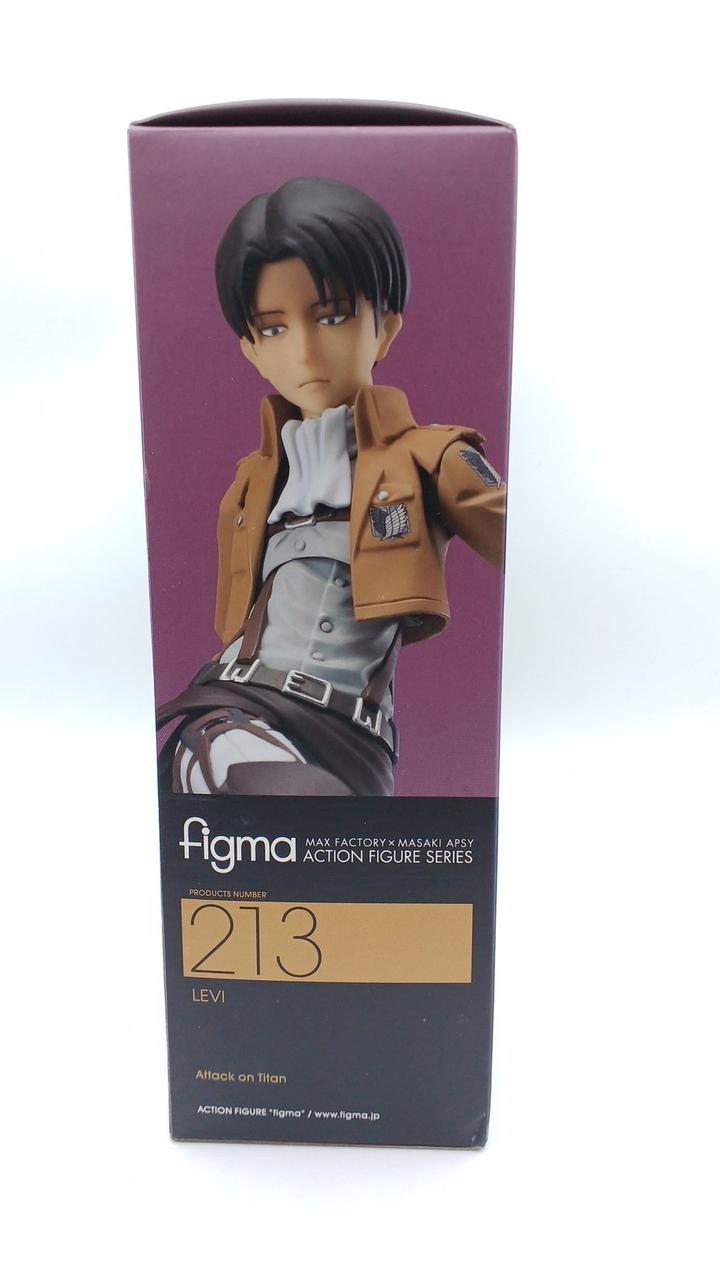 figma
MAX FACTORY × MASAKI APSY
ACTION FIGURE SERIES
PRODUCTS NUMBER
213
LEVI
Attack on Titan
ACTION FIGURE "figma" / www.figma.jp